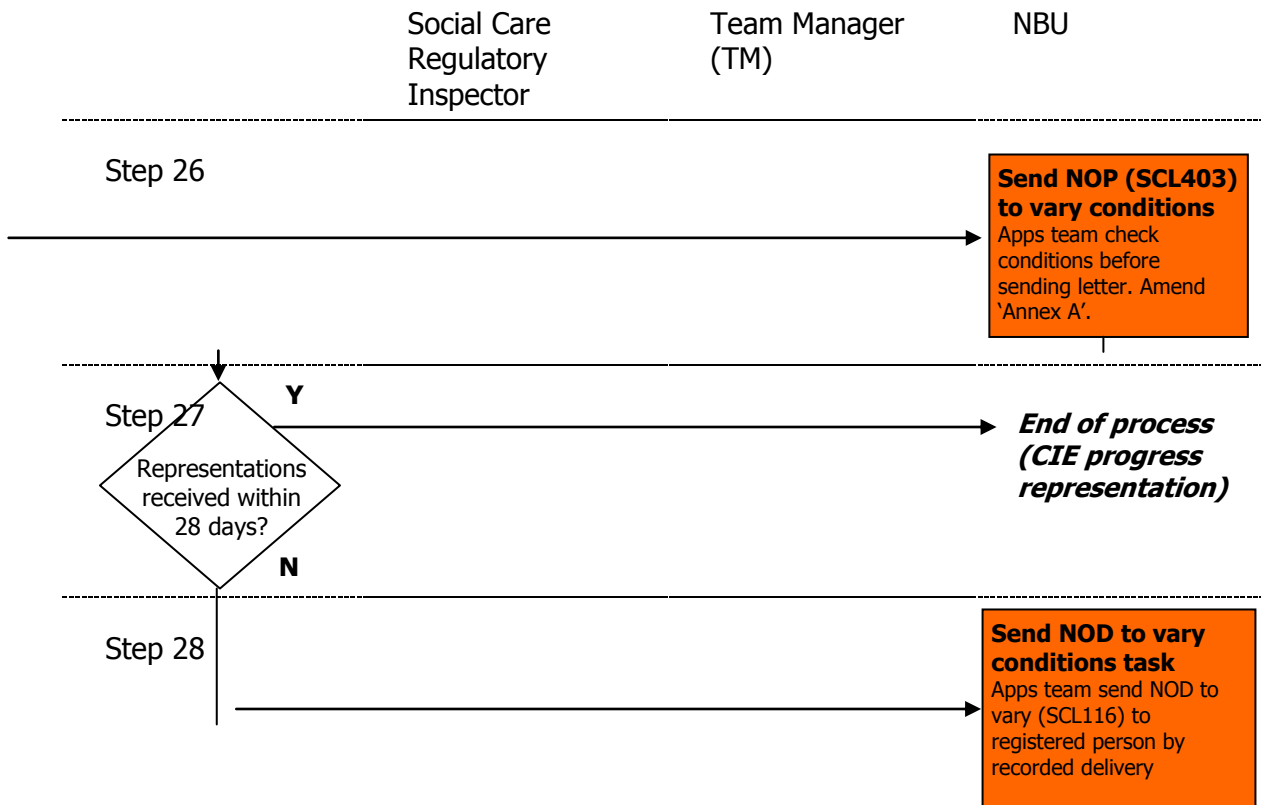 Social Care
Regulatory
Inspector
Team Manager
(TM)
NBU
Step 26
Send NOP (SCL403)
to vary conditions
Apps team check
conditions before
sending letter. Amend
‘Annex A’.
Step 27
Y
Representations
received within
28 days?
N
End of process
(CIE progress
representation)
Step 28
Send NOD to vary
conditions task
Apps team send NOD to
vary (SCL116) to
registered person by
recorded delivery